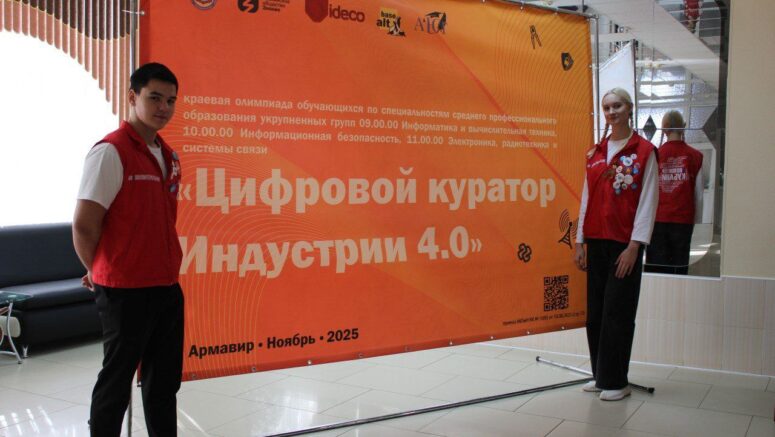 ideco
base
alt
краевая олимпиада обучающихся по специальностям среднего профессионального
образования укрупненных групп 09.00.00 Информатика и вычислительная техника,
10.00.00 Информационная безопасность, 11.00.00 Электроника, радиотехника и
системы связи
«Цифровой куратор
Индустрии 4.0»
Армавир • Ноябрь • 2025